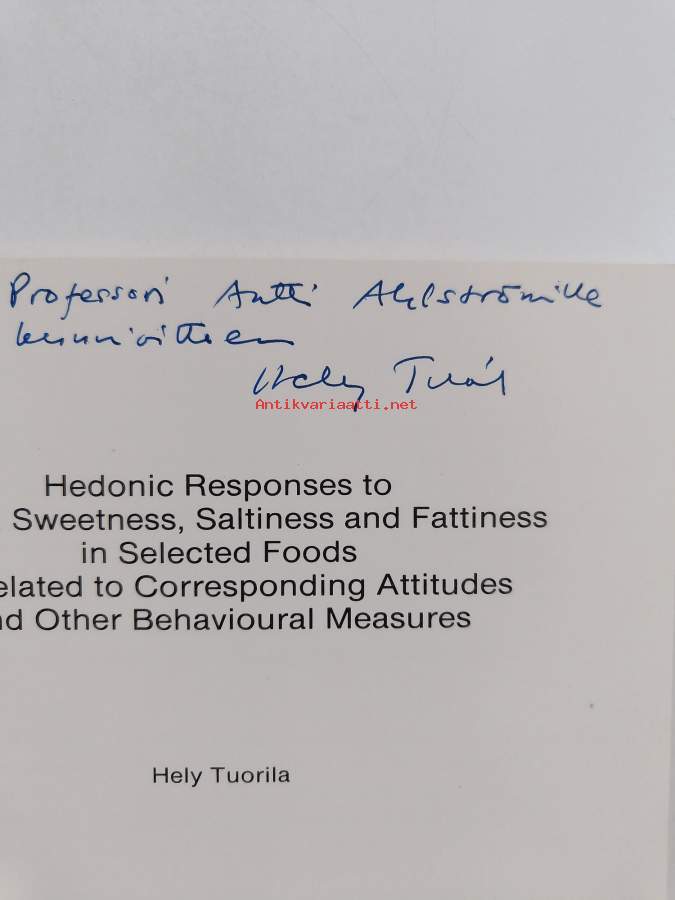 Professori Antti Ahlströmille
kunnioittaen
Hely Tuorila
Antikvariaatti.net
Hedonic Responses to
Sweetness, Saltiness and Fattiness
in Selected Foods
elated to Corresponding Attitudes
d Other Behavioural Measures
Hely Tuorila